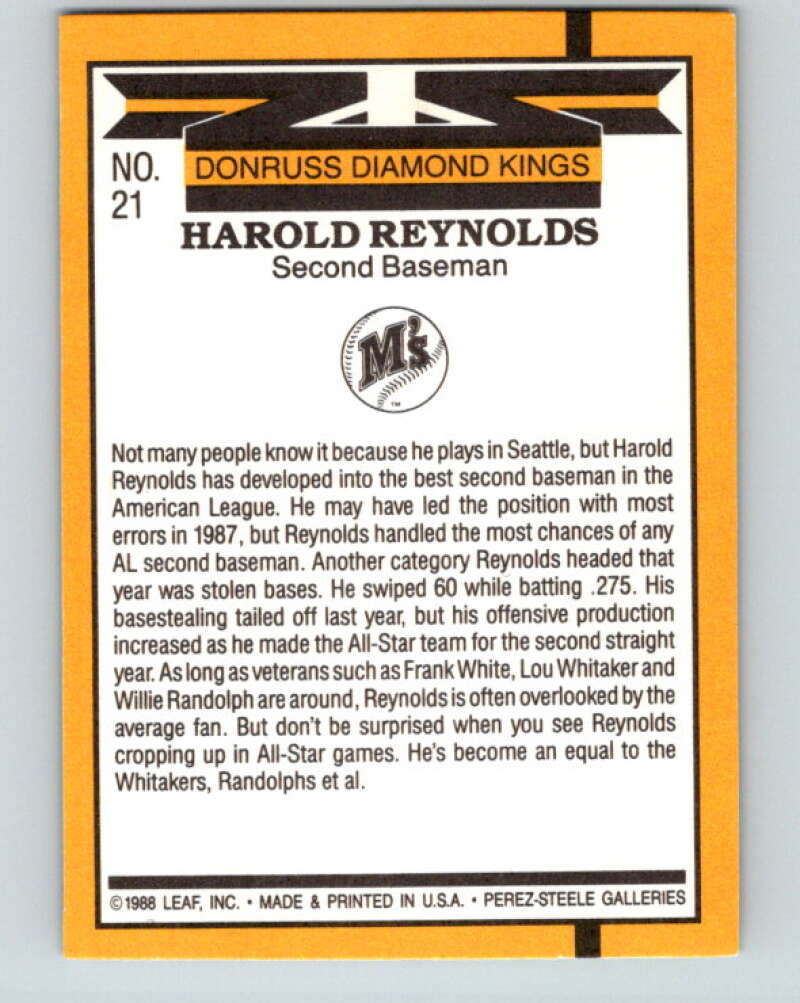 NO.
21
DONRUSS DIAMOND KINGS
HAROLD REYNOLDS
Second Baseman
M's
TM
Not many people know it because he plays in Seattle, but Harold
Reynolds has developed into the best second baseman in the
American League. He may have led the position with most
errors in 1987, but Reynolds handled the most chances of any
AL second baseman. Another category Reynolds headed that
year was stolen bases. He swiped 60 while batting .275. His
basestealing tailed off last year, but his offensive production
increased as he made the All-Star team for the second straight
year. As long as veterans such as Frank White, Lou Whitaker and
Willie Randolph are around, Reynolds is often overlooked by the
average fan. But don't be surprised when you see Reynolds
cropping up in All-Star games. He's become an equal to the
Whitakers, Randolphs et al.
©1988 LEAF, INC. • MADE & PRINTED IN U.S.A. • PEREZ-STEELE GALLERIES